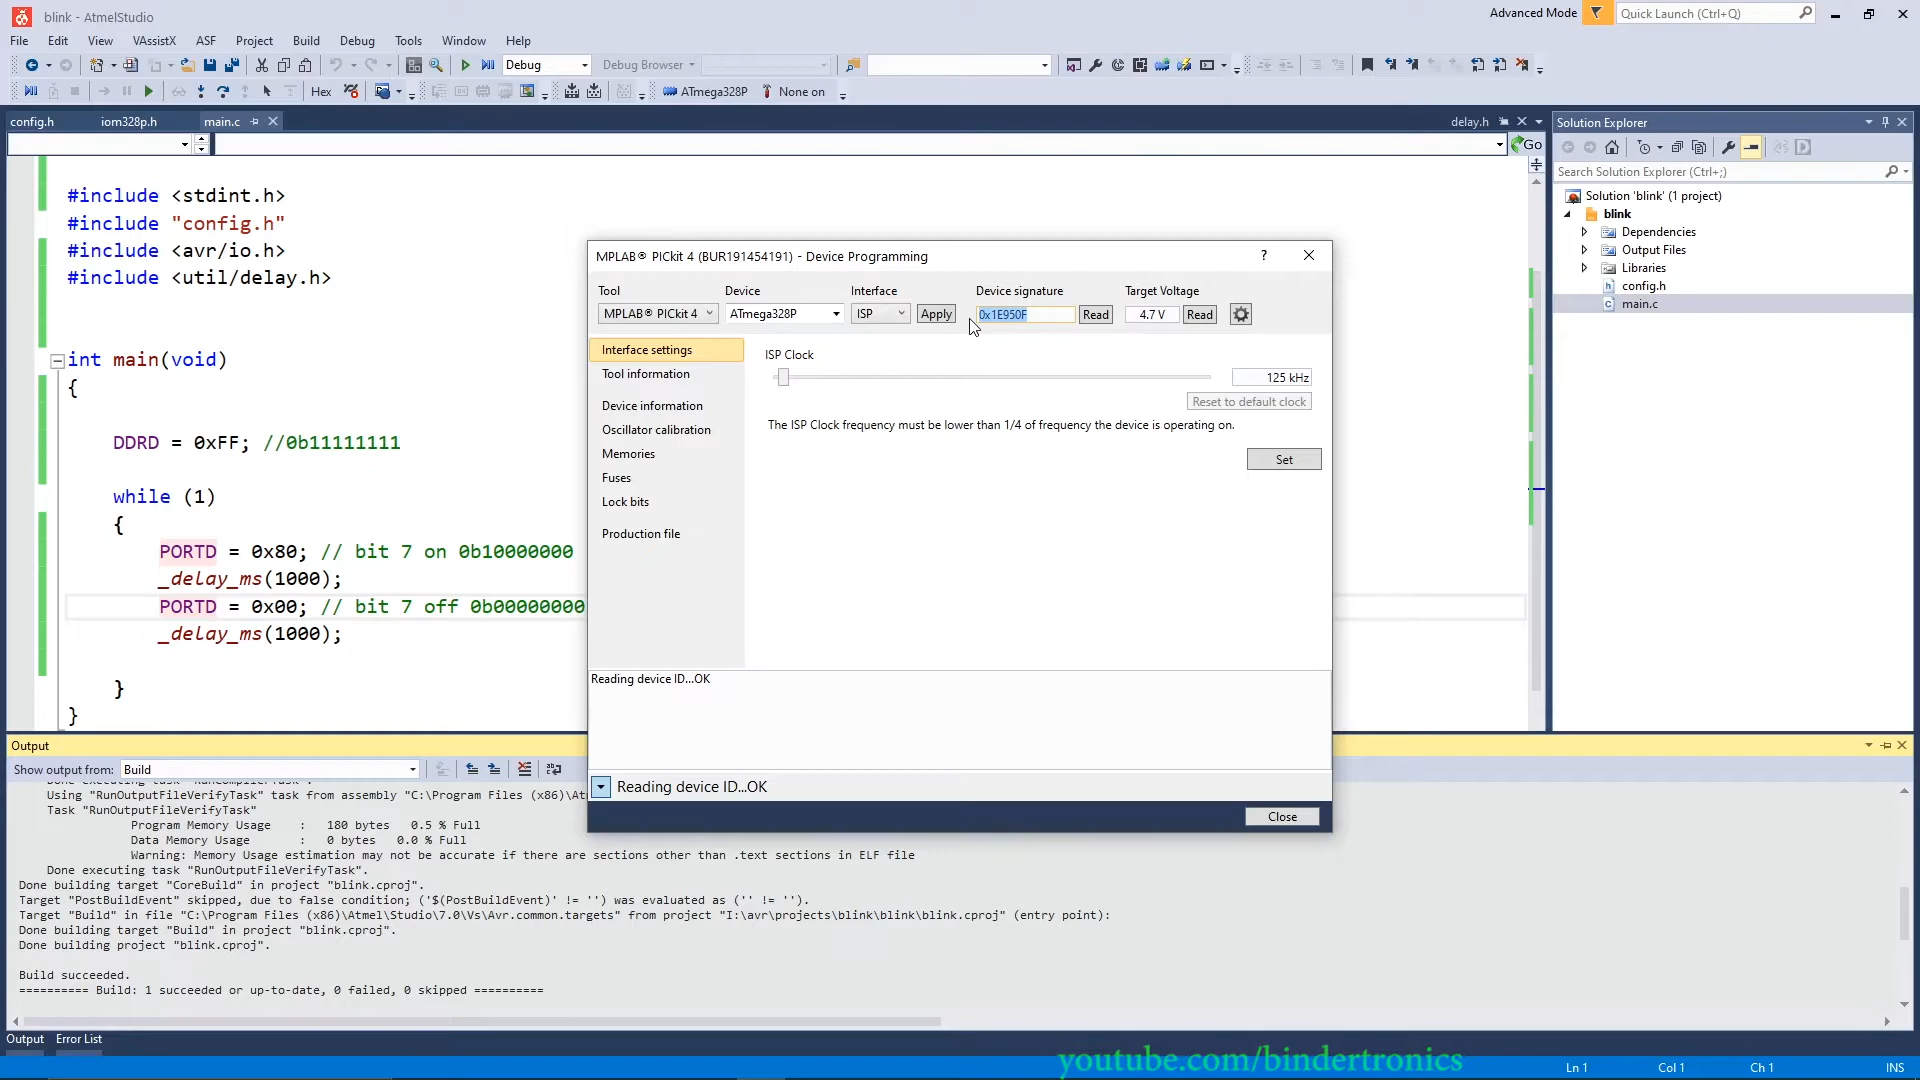 blink - AtmelStudio
Advanced Mode
Quick Launch (Ctrl+Q)
File Edit View VAssistX ASF Project Build Debug Tools Window Help
Debug
Debug Browser
Hex
ATmega328P
None on
config.h
iom328p.h
main.c
delay.h
Go
#include <stdint.h>
#include "config.h"
#include <avr/io.h>
#include <util/delay.h>
int main(void)
{
DDRD = 0xFF; //0b11111111
while (1)
{
PORTD = 0x80; // bit 7 on 0b10000000
_delay_ms(1000);
PORTD = 0x00; // bit 7 off 0b00000000
_delay_ms(1000);
}
}
MPLAB® PICkit 4 (BUR191454191) - Device Programming
?
Tool
Device
Interface
Device signature
Target Voltage
MPLAB® PICkit 4
ATmega328P
ISP
Apply
0x1E950F
Read
4.7 V
Read
Interface settings
Tool information
Device information
Oscillator calibration
Memories
Fuses
Lock bits
Production file
ISP Clock
125 kHz
Reset to default clock
The ISP Clock frequency must be lower than 1/4 of frequency the device is operating on.
Set
Reading device ID...OK
Reading device ID...OK
Close
Solution Explorer
Search Solution Explorer (Ctrl+;)
Solution 'blink' (1 project)
blink
Dependencies
Output Files
Libraries
config.h
main.c
Output
Show output from: Build
Done executing task "RunCompilerTask".
Using "RunOutputFileVerifyTask" task from assembly "C:\Program Files (x86)\At
Task "RunOutputFileVerifyTask"
Program Memory Usage : 180 bytes 0.5 % Full
Data Memory Usage : 0 bytes 0.0 % Full
Warning: Memory Usage estimation may not be accurate if there are sections other than .text sections in ELF file
Done executing task "RunOutputFileVerifyTask".
Done building target "CoreBuild" in project "blink.cproj".
Target "PostBuildEvent" skipped, due to false condition; ('$(PostBuildEvent)' != '') was evaluated as ('' != '').
Target "Build" in file "C:\Program Files (x86)\Atmel\Studio\7.0\Vs\Avr.common.targets" from project "I:\avr\projects\blink\blink\blink.cproj" (entry point):
Done building target "Build" in project "blink.cproj".
Done building project "blink.cproj".
Build succeeded.
========== Build: 1 succeeded or up-to-date, 0 failed, 0 skipped ==========
Output
Error List
youtube.com/bindertronics
Ln 1
Col 1
Ch 1
INS